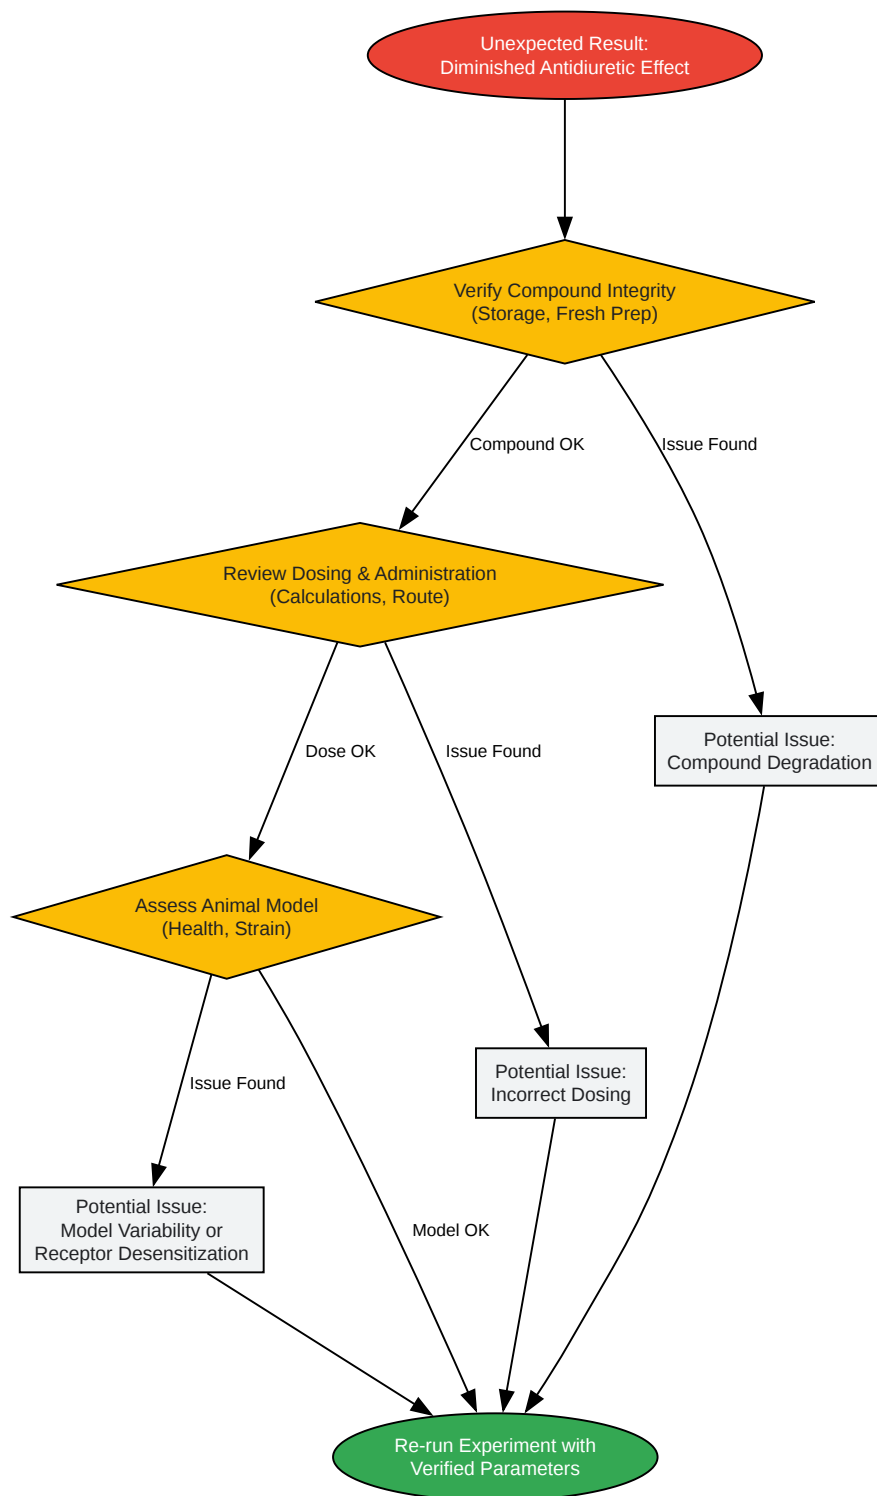 Unexpected Result:
Diminished Antidiuretic Effect
Verify Compound Integrity
(Storage, Fresh Prep)
Compound OK
Issue Found
Review Dosing & Administration
(Calculations, Route)
Potential Issue:
Compound Degradation
Dose OK
Issue Found
Assess Animal Model
(Health, Strain)
Potential Issue:
Incorrect Dosing
Issue Found
Potential Issue:
Model Variability or
Receptor Desensitization
Model OK
Re-run Experiment with
Verified Parameters